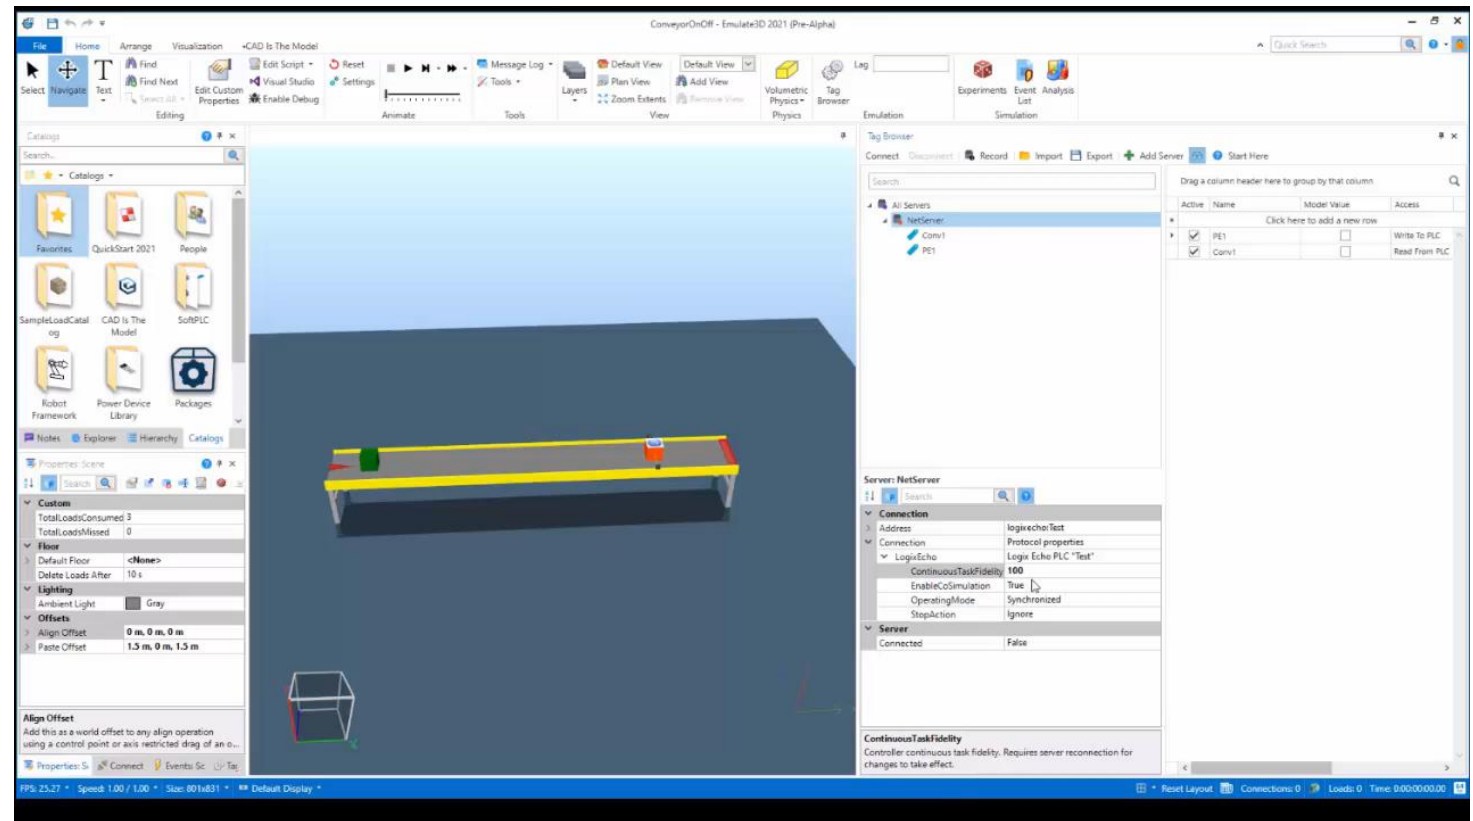 ConveyorOnOff - Emulate3D 2021 (Pre-Alpha)
File Home Arrange Visualization •CAD Is The Model
Quick Search
Select Navigate Text
Find
Find Next
Select All
Edit Custom Properties
Editing
Edit Script
Visual Studio
Enable Debug
Reset
Settings
Animate
Message Log
Tools
Tools
Layers
Default View
Plan View
Zoom Extents
Default View
Add View
Remove View
View
Volumetric Physics
Physics
Tag Browser
Lag
Emulation
Experiments
Event List
Analysis
Simulation
Catalogs
Search..
Catalogs
Favorites QuickStart 2021 People
SampleLoadCatalog CAD Is The Model SoftPLC
Robot Framework Power Device Library Packages
Notes Explorer Hierarchy Catalogs
Properties: Scene
Search
Custom
TotalLoadsConsumed 3
TotalLoadsMissed 0
Floor
Default Floor <None>
Delete Loads After 10 s
Lighting
Ambient Light Gray
Offsets
Align Offset 0 m, 0 m, 0 m
Paste Offset 1.5 m, 0 m, 1.5 m
Align Offset
Add this as a world offset to any align operation
using a control point or axis restricted drag of an o...
Properties: S Connect Events: Sc Tag
Tag Browser
Connect Disconnect Record Import Export Add Server Start Here
Search
All Servers
NetServer
Conv1
PE1
Drag a column header here to group by that column
Active Name Model Value Access
Click here to add a new row
PE1 Write To PLC
Conv1 Read From PLC
Server: NetServer
Search
Connection
Address logixecho:Test
Connection Protocol properties
LogixEcho Logix Echo PLC "Test"
ContinuousTaskFidelity 100
EnableCoSimulation True
OperatingMode Synchronized
StopAction Ignore
Server
Connected False
ContinuousTaskFidelity
Controller continuous task fidelity. Requires server reconnection for
changes to take effect.
FPS: 25.27 Speed: 1.00 / 1.00 Size: 801x831 Default Display Reset Layout Connections: 0 Loads: 0 Time: 0:00:00:00.00